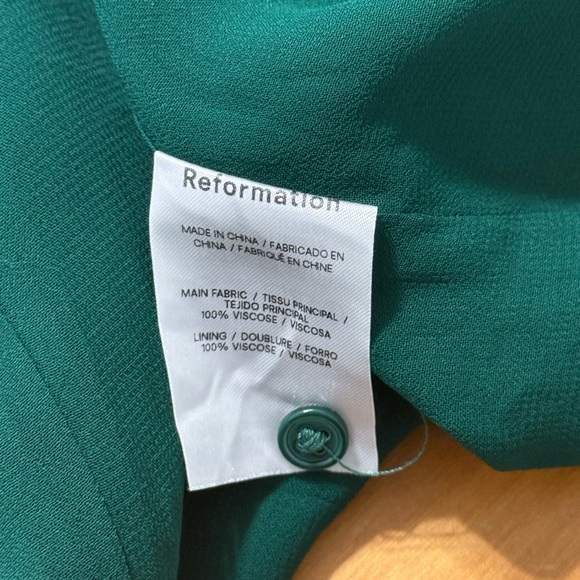 Reformation
MADE IN CHINA / FABRICADO EN
CHINA / FABRIQUÉ EN CHINE
MAIN FABRIC / TISSU PRINCIPAL /
TEJIDO PRINCIPAL
100% VISCOSE / VISCOSA
LINING / DOUBLURE / FORRO
100% VISCOSE / VISCOSA